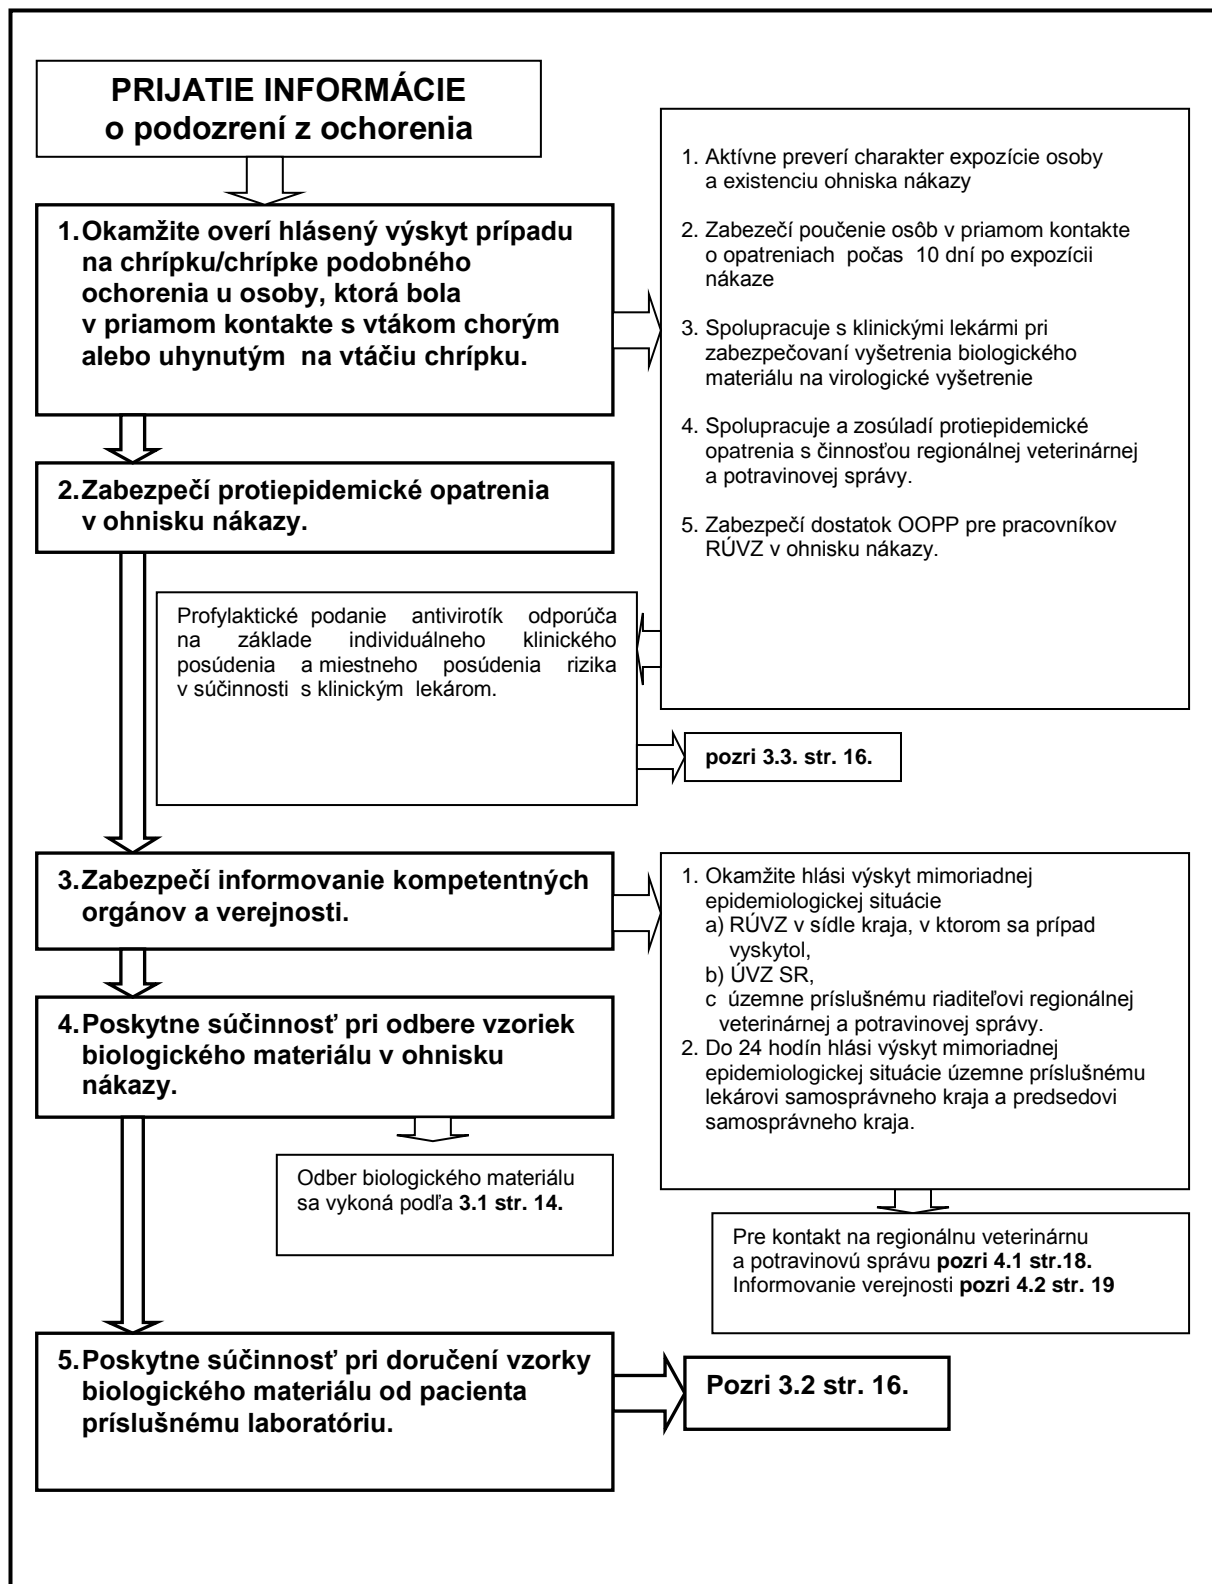 PRIJATIE INFORMÁCIE
o podozrení z ochorenia
1. Okamžite overí hlásený výskyt prípadu
na chrípku/chrípke podobného
ochorenia u osoby, ktorá bola
v priamom kontakte s vtákom chorým
alebo uhynutým na vtáčiu chrípku.
1. Aktívne preverí charakter expozície osoby
a existenciu ohniska nákazy
2. Zabezečí poučenie osôb v priamom kontakte
o opatreniach počas 10 dní po expozícii
nákaze
3. Spolupracuje s klinickými lekármi pri
zabezpečovaní vyšetrenia biologického
materiálu na virologické vyšetrenie
4. Spolupracuje a zosúladí protiepidemické
opatrenia s činnosťou regionálnej veterinárnej
a potravinovej správy.
5. Zabezpečí dostatok OOPP pre pracovníkov
RÚVZ v ohnisku nákazy.
2. Zabezpečí protiepidemické opatrenia
v ohnisku nákazy.
Profylaktické podanie antivirotík odporúča
na základe individuálneho klinického
posúdenia a miestneho posúdenia rizika
v súčinnosti s klinickým lekárom.
pozri 3.3. str. 16.
3. Zabezpečí informovanie kompetentných
orgánov a verejnosti.
1. Okamžite hlási výskyt mimoriadnej
epidemiologickej situácie
a) RÚVZ v sídle kraja, v ktorom sa prípad
vyskytol,
b) ÚVZ SR,
c územne príslušnému riaditeľovi regionálnej
veterinárnej a potravinovej správy.
2. Do 24 hodín hlási výskyt mimoriadnej
epidemiologickej situácie územne príslušnému
lekárovi samosprávneho kraja a predsedovi
samosprávneho kraja.
4. Poskytne súčinnosť pri odbere vzoriek
biologického materiálu v ohnisku
nákazy.
Odber biologického materiálu
sa vykoná podľa 3.1 str. 14.
Pre kontakt na regionálnu veterinárnu
a potravinovú správu pozri 4.1 str.18.
Informovanie verejnosti pozri 4.2 str. 19
5. Poskytne súčinnosť pri doručení vzorky
biologického materiálu od pacienta
príslušnému laboratóriu.
Pozri 3.2 str. 16.